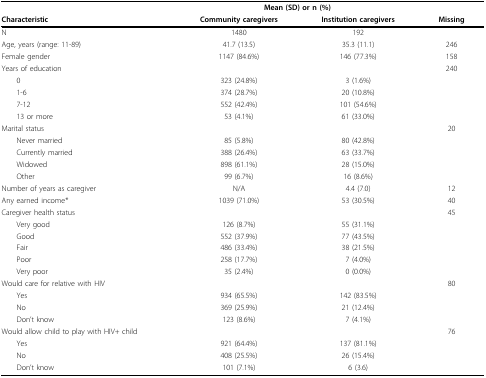 Mean (SD) or n (%)
Characteristic Community caregivers Institution caregivers Missing
N 1480 192
Age, years (range: 11-89) 41.7 (13.5) 35.3 (11.1) 246
Female gender 1147 (84.6%) 146 (77.3%) 158
Years of education 240
0 323 (24.8%) 3 (1.6%)
1-6 374 (28.7%) 20 (10.8%)
7-12 552 (42.4%) 101 (54.6%)
13 or more 53 (4.1%) 61 (33.0%)
Marital status 20
Never married 85 (5.8%) 80 (42.8%)
Currently married 388 (26.4%) 63 (33.7%)
Widowed 898 (61.1%) 28 (15.0%)
Other 99 (6.7%) 16 (8.6%)
Number of years as caregiver N/A 4.4 (7.0) 12
Any earned income* 1039 (71.0%) 53 (30.5%) 40
Caregiver health status 45
Very good 126 (8.7%) 55 (31.1%)
Good 552 (37.9%) 77 (43.5%)
Fair 486 (33.4%) 38 (21.5%)
Poor 258 (17.7%) 7 (4.0%)
Very poor 35 (2.4%) 0 (0.0%)
Would care for relative with HIV 80
Yes 934 (65.5%) 142 (83.5%)
No 369 (25.9%) 21 (12.4%)
Don't know 123 (8.6%) 7 (4.1%)
Would allow child to play with HIV+ child 76
Yes 921 (64.4%) 137 (81.1%)
No 408 (25.5%) 26 (15.4%)
Don't know 101 (7.1%) 6 (3.6)